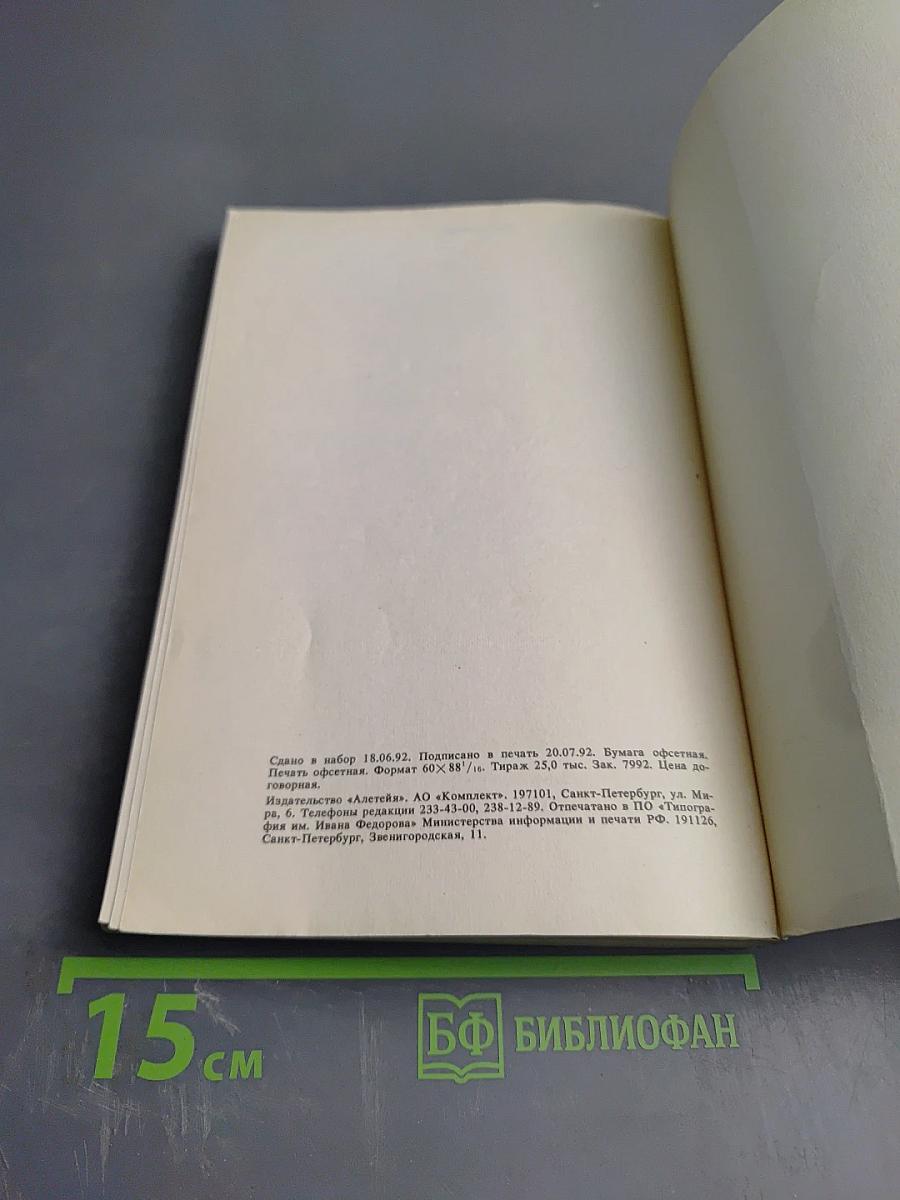 Сдано в набор 18.06.92. Подписано в печать 20.07.92. Бумага офсетная.
Печать офсетная. Формат 60×88¹/₁₆. Тираж 25,0 тыс. Зак. 7992. Цена до-
говорная.
Издательство «Алетейя». АО «Комплект». 197101, Санкт-Петербург, ул. Ми-
ра, 6. Телефоны редакции 233-43-00, 238-12-89. Отпечатано в ПО «Типогра-
фия им. Ивана Федорова» Министерства информации и печати РФ. 191126,
Санкт-Петербург, Звенигородская, 11.
15 см
БФ БИБЛИОФАН